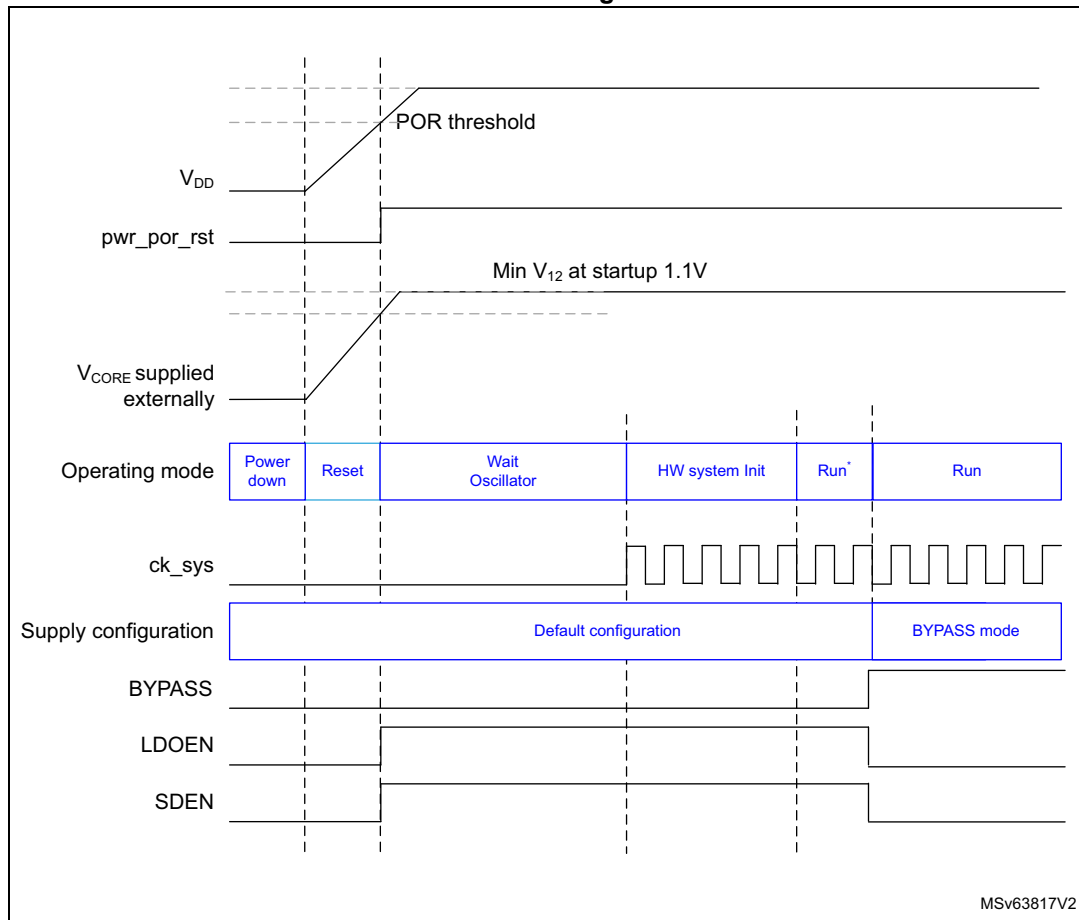 POR threshold
VDD
pwr_por_rst
Min V12 at startup 1.1V
VCORE supplied
externally
Operating mode
Power
down
Reset
Wait
Oscillator
HW system Init
Run*
Run
ck_sys
Supply configuration
Default configuration
BYPASS mode
BYPASS
LDOEN
SDEN
MSv63817V2